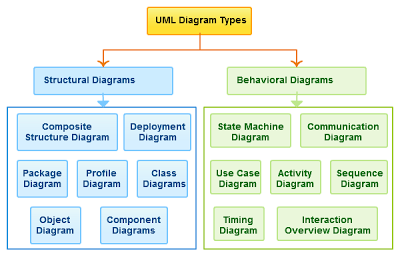 UML Diagram Types
Structural Diagrams
Behavioral Diagrams
Composite
Structure Diagram
Deployment
Diagram
Package
Diagram
Profile
Diagram
Class
Diagrams
Object
Diagram
Component
Diagrams
State Machine
Diagram
Communication
Diagram
Use Case
Diagram
Activity
Diagram
Sequence
Diagram
Timing
Diagram
Interaction
Overview Diagram